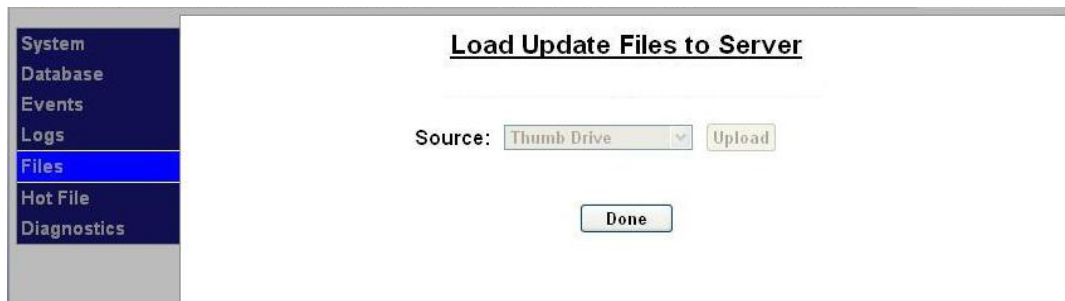 System
Database
Events
Logs
Files
Hot File
Diagnostics
Load Update Files to Server
Source: Thumb Drive Upload
Done